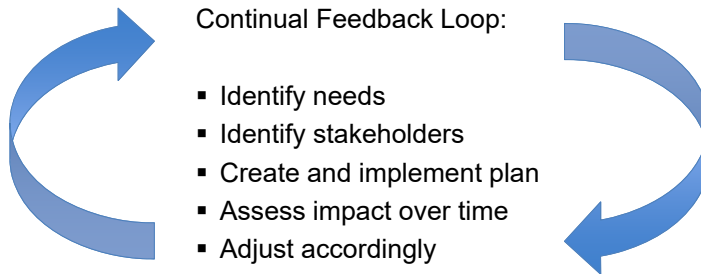 Continual Feedback Loop:
▪ Identify needs
▪ Identify stakeholders
▪ Create and implement plan
▪ Assess impact over time
▪ Adjust accordingly